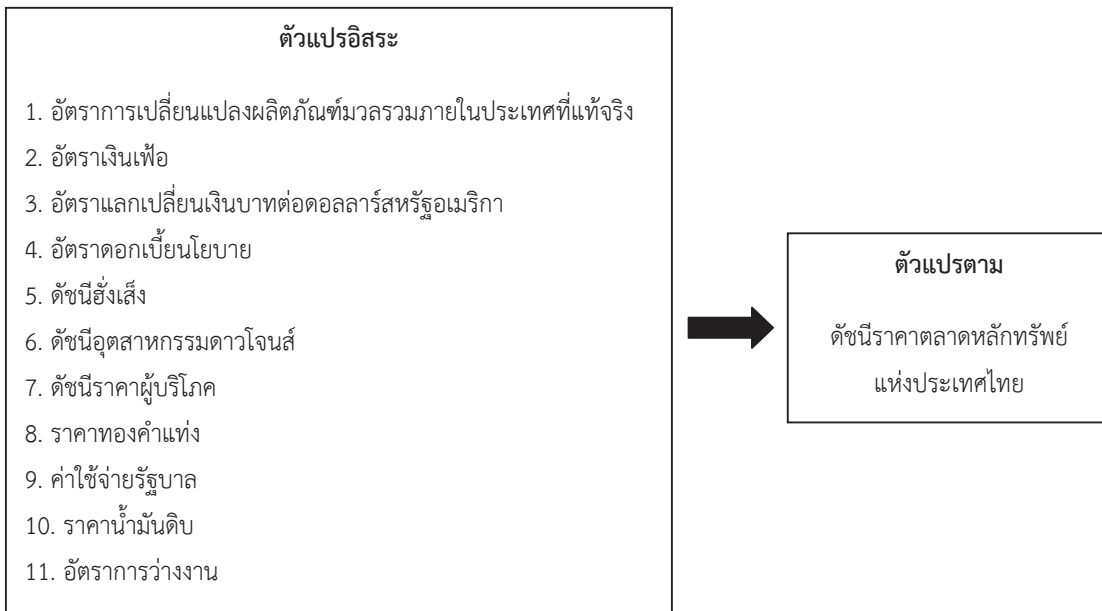 ตัวแปรอิสระ
1. อัตราการเปลี่ยนแปลงผลิตภัณฑ์มวลรวมภายในประเทศที่แท้จริง
2. อัตราเงินเฟ้อ
3. อัตราแลกเปลี่ยนเงินบาทต่อดอลลาร์สหรัฐอเมริกา
4. อัตราดอกเบี้ยนโยบาย
5. ดัชนีฮั่งเส็ง
6. ดัชนีอุตสาหกรรมดาวโจนส์
7. ดัชนีราคาผู้บริโภค
8. ราคาทองคำแท่ง
9. ค่าใช้จ่ายรัฐบาล
10. ราคาน้ำมันดิบ
11. อัตราการว่างงาน
ตัวแปรตาม
ดัชนีราคาตลาดหลักทรัพย์
แห่งประเทศไทย